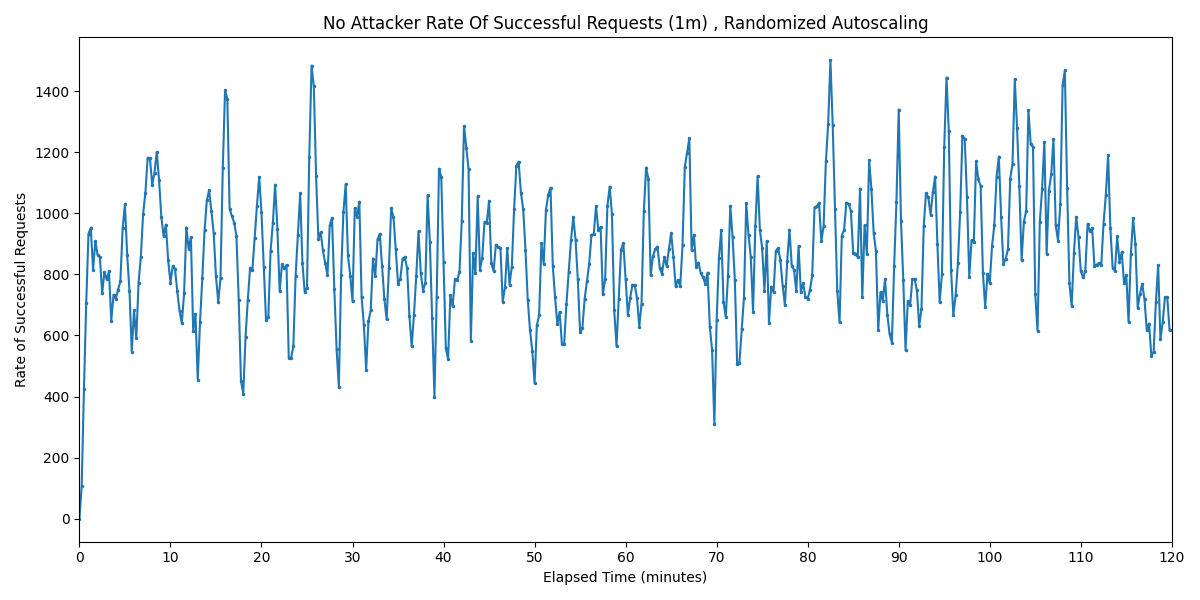 No Attacker Rate Of Successful Requests (1m) , Randomized Autoscaling
Rate of Successful Requests
1400
1200
1000
800
600
400
200
0
0 10 20 30 40 50 60 70 80 90 100 110 120
Elapsed Time (minutes)